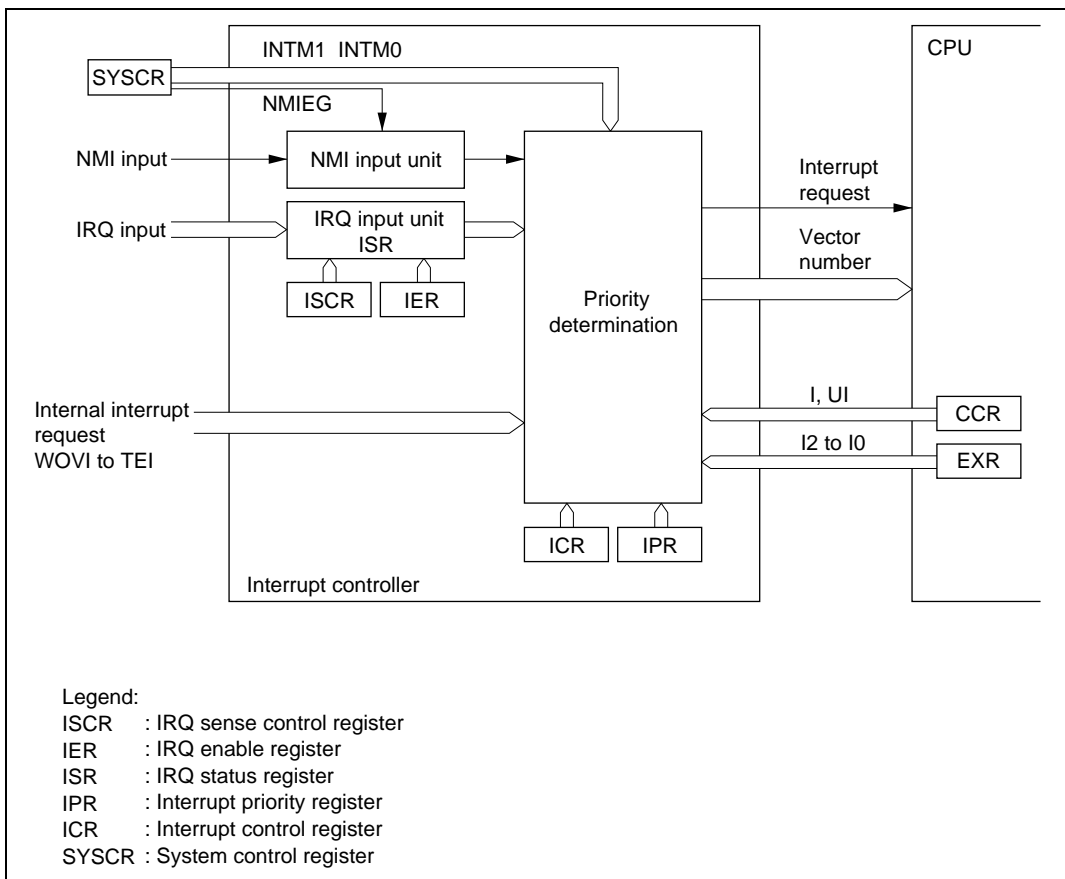 INTM1 INTM0
CPU
SYSCR
NMIEG
NMI input
NMI input unit
Interrupt
request
IRQ input
IRQ input unit
ISR
Vector
number
ISCR
IER
Priority
determination
I, UI
CCR
Internal interrupt
request
WOVI to TEI
I2 to I0
EXR
ICR
IPR
Interrupt controller
Legend:
ISCR : IRQ sense control register
IER : IRQ enable register
ISR : IRQ status register
IPR : Interrupt priority register
ICR : Interrupt control register
SYSCR : System control register